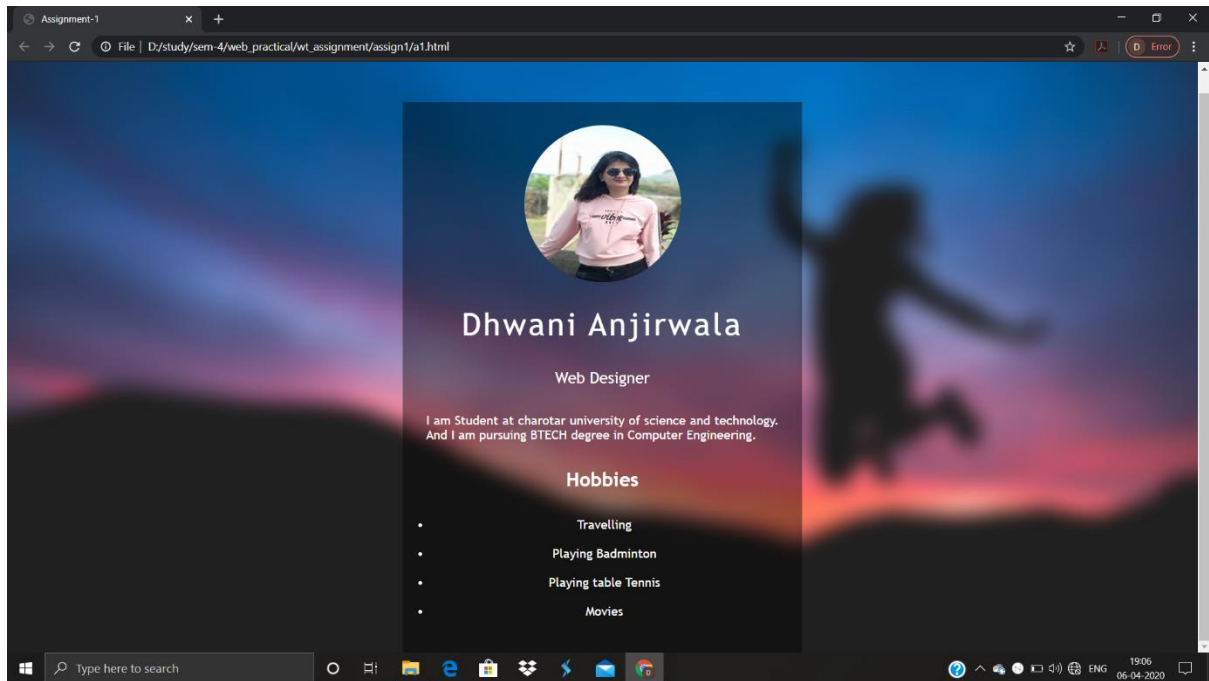 Assignment-1
File | D:/study/sem-4/web_practical/wt_assignment/assign1/a1.html
D Error
Dhwani Anjirwala
Web Designer
I am Student at charotar university of science and technology.
And I am pursuing BTECH degree in Computer Engineering.
Hobbies
• Travelling
• Playing Badminton
• Playing table Tennis
• Movies
Type here to search
ENG
19:06
06-04-2020